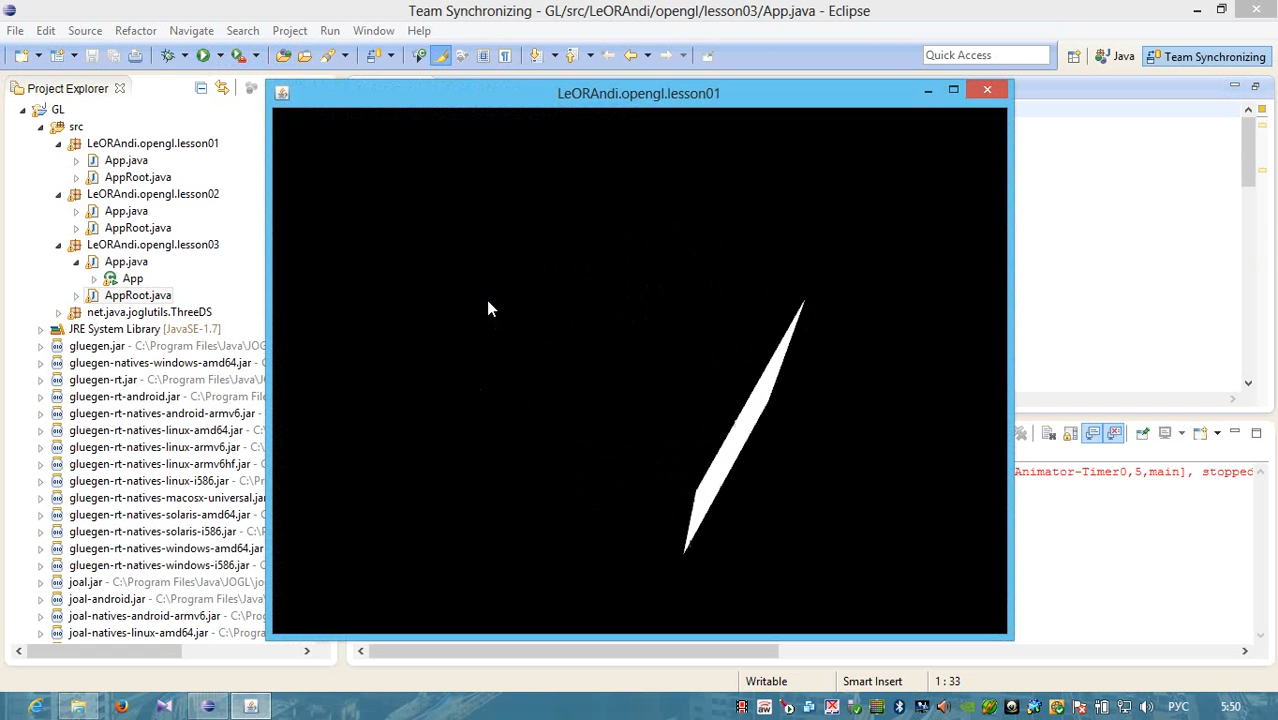 Team Synchronizing - GL/src/LeORAndi/opengl/lesson03/App.java - Eclipse
File Edit Source Refactor Navigate Search Project Run Window Help
Quick Access
Java
Team Synchronizing
Project Explorer
LeORAndi.opengl.lesson01
GL
src
LeORAndi.opengl.lesson01
App.java
AppRoot.java
LeORAndi.opengl.lesson02
App.java
AppRoot.java
LeORAndi.opengl.lesson03
App.java
App
AppRoot.java
net.java.joglutils.ThreeDS
JRE System Library [JavaSE-1.7]
gluegen.jar - C:\Program Files\Java\JOG
gluegen-natives-windows-amd64.jar
gluegen-rt.jar - C:\Program Files\Java\J
gluegen-rt-android.jar - C:\Program File
gluegen-rt-natives-android-armv6.jar
gluegen-rt-natives-linux-amd64.jar
gluegen-rt-natives-linux-armv6.jar
gluegen-rt-natives-linux-armv6hf.jar
gluegen-rt-natives-linux-i586.jar
gluegen-rt-natives-macosx-universal.jar
gluegen-rt-natives-solaris-amd64.jar
gluegen-rt-natives-solaris-i586.jar
gluegen-rt-natives-windows-amd64.jar
gluegen-rt-natives-windows-i586.jar
joal.jar - C:\Program Files\Java\JOGL\jo
joal-android.jar - C:\Program Files\Java
joal-natives-android-armv6.jar
joal-natives-linux-amd64.jar - C:\Progr
Animator-Timer0,5,main], stopped
Writable
Smart Insert
1 : 33
РУС
5:50